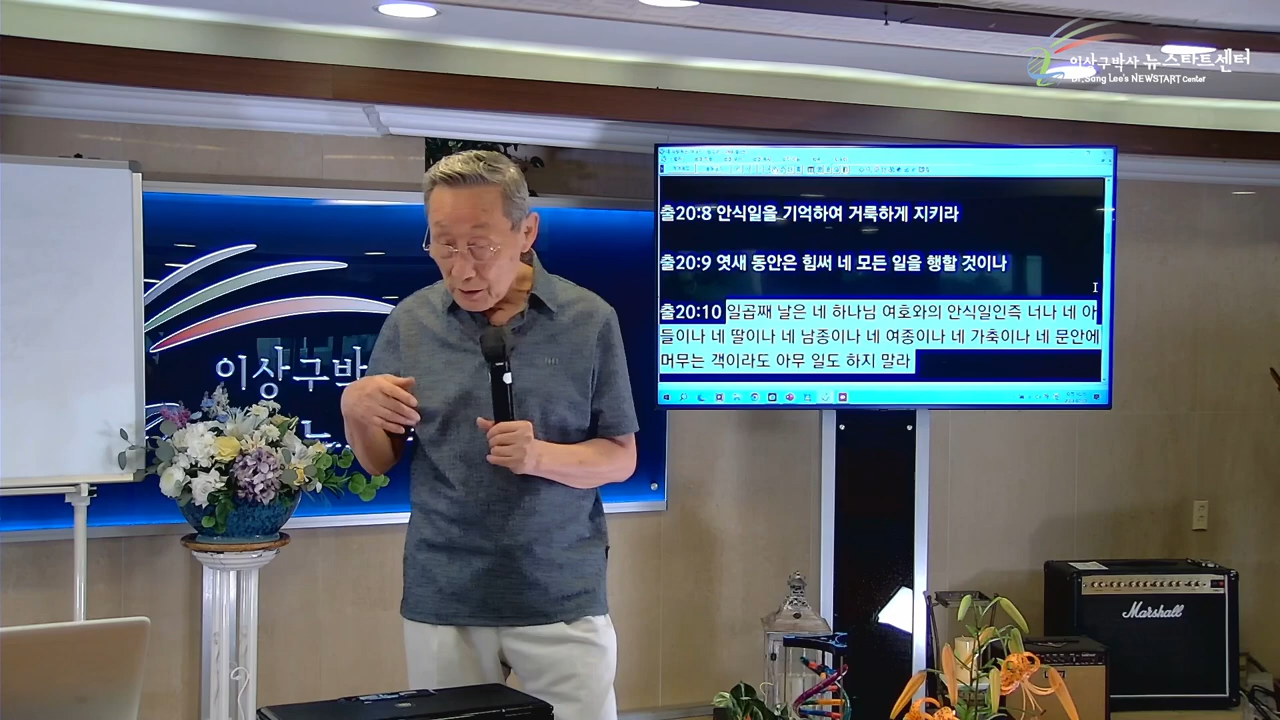 이상구박사 뉴스타트센터
Dr.Sang Lee's NEWSTART Center
출20:8 안식일을 기억하여 거룩하게 지키라
출20:9 엿새 동안은 힘써 네 모든 일을 행할 것이나
출20:10 일곱째 날은 네 하나님 여호와의 안식일인즉 너나 네 아
들이나 네 딸이나 네 남종이나 네 여종이나 네 가축이나 네 문안에
머무는 객이라도 아무 일도 하지 말라
이상구박
Marshall